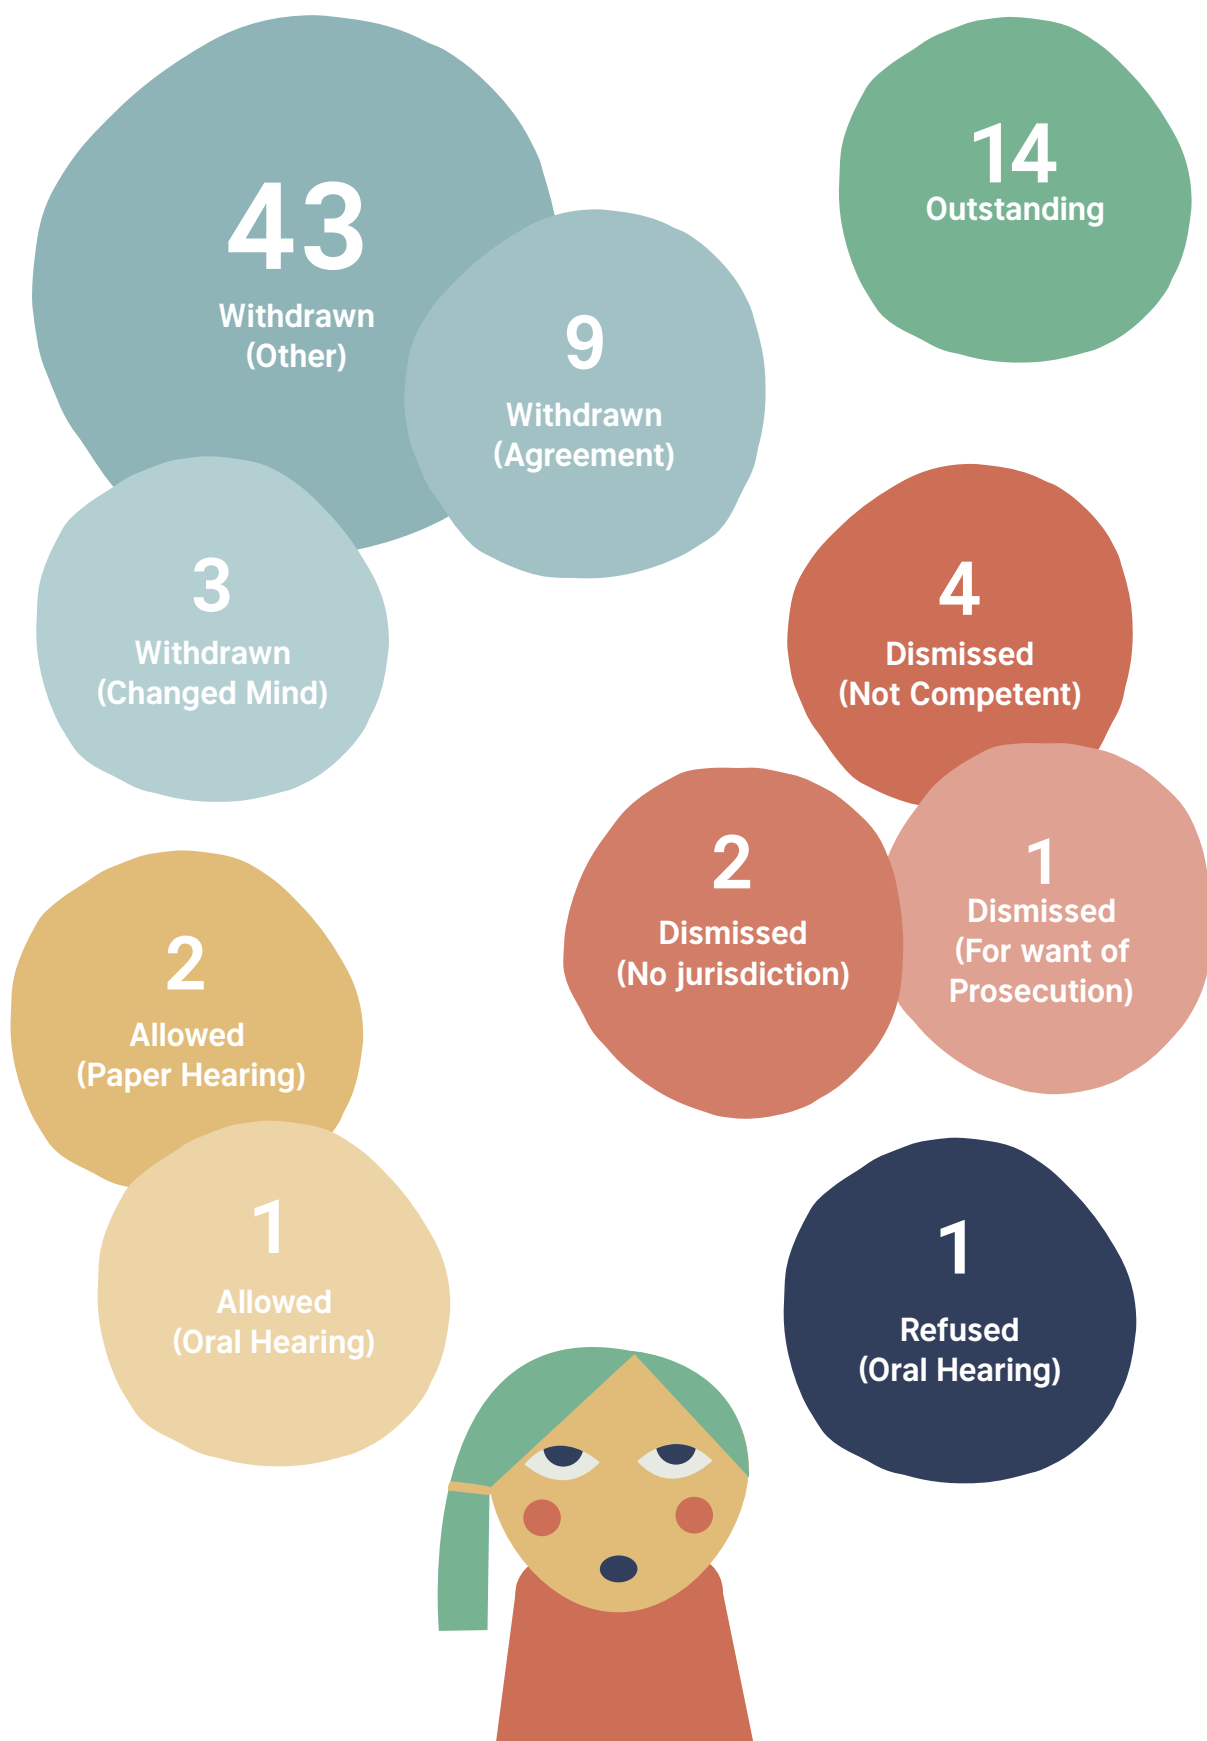 43
Withdrawn
(Other)
14
Outstanding
9
Withdrawn
(Agreement)
3
Withdrawn
(Changed Mind)
4
Dismissed
(Not Competent)
2
Dismissed
(No jurisdiction)
1
Dismissed
(For want of
Prosecution)
2
Allowed
(Paper Hearing)
1
Allowed
(Oral Hearing)
1
Refused
(Oral Hearing)